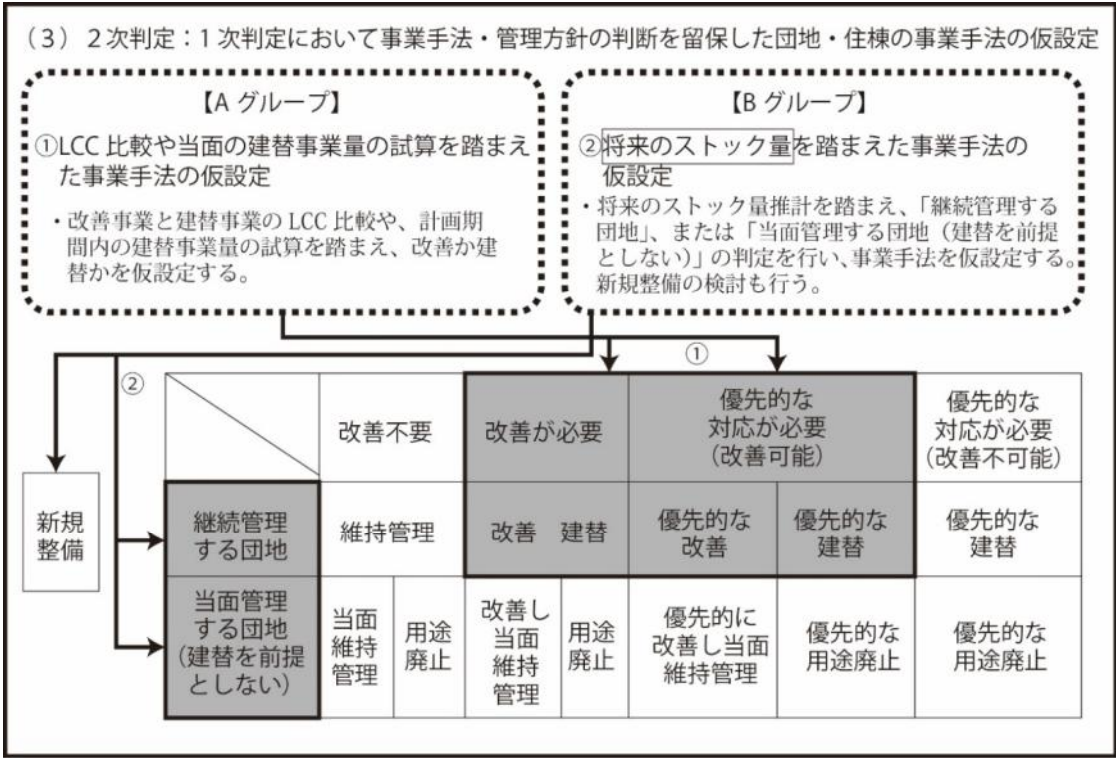 (3) 2次判定:1次判定において事業手法・管理方針の判断を留保した団地・住棟の事業手法の仮設定
【Aグループ】
①LCC 比較や当面の建替事業量の試算を踏まえ
た事業手法の仮設定
・改善事業と建替事業の LCC 比較や、計画期
間内の建替事業量の試算を踏まえ、改善か建
替かを仮設定する。
【Bグループ】
②将来のストック量を踏まえた事業手法の
仮設定
・将来のストック量推計を踏まえ、「継続管理する
団地」、または「当面管理する団地(建替を前提
としない)」の判定を行い、事業手法を仮設定する。
新規整備の検討も行う。
①
②
改善不要
改善が必要
優先的な
対応が必要
(改善可能)
優先的な
対応が必要
(改善不可能)
新規
整備
継続管理
する団地
維持管理
改善 建替
優先的な
改善
優先的な
建替
優先的な
建替
当面管理
する団地
(建替を前提
としない)
当面
維持
管理
用途
廃止
改善し
当面
維持
管理
用途
廃止
優先的に
改善し当面
維持管理
優先的な
用途廃止
優先的な
用途廃止